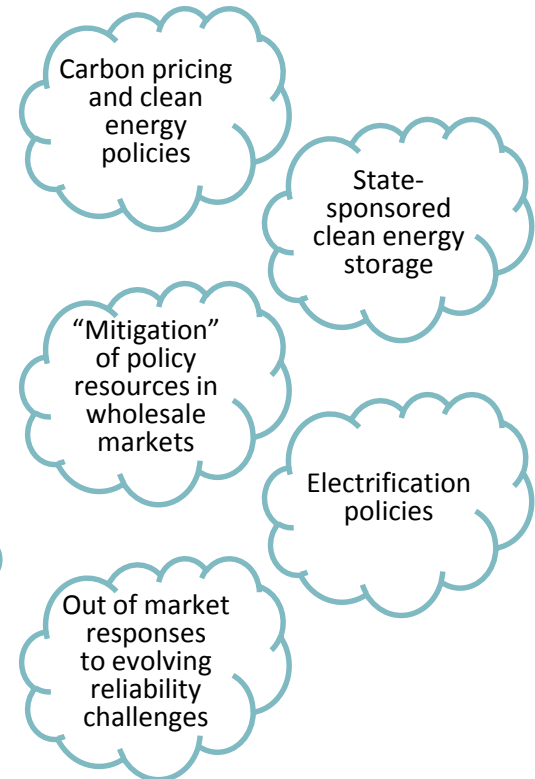 Carbon pricing
and clean
energy
policies
State-
sponsored
clean energy
storage
“Mitigation”
of policy
resources in
wholesale
markets
Electrification
policies
Out of market
responses
to evolving
reliability
challenges